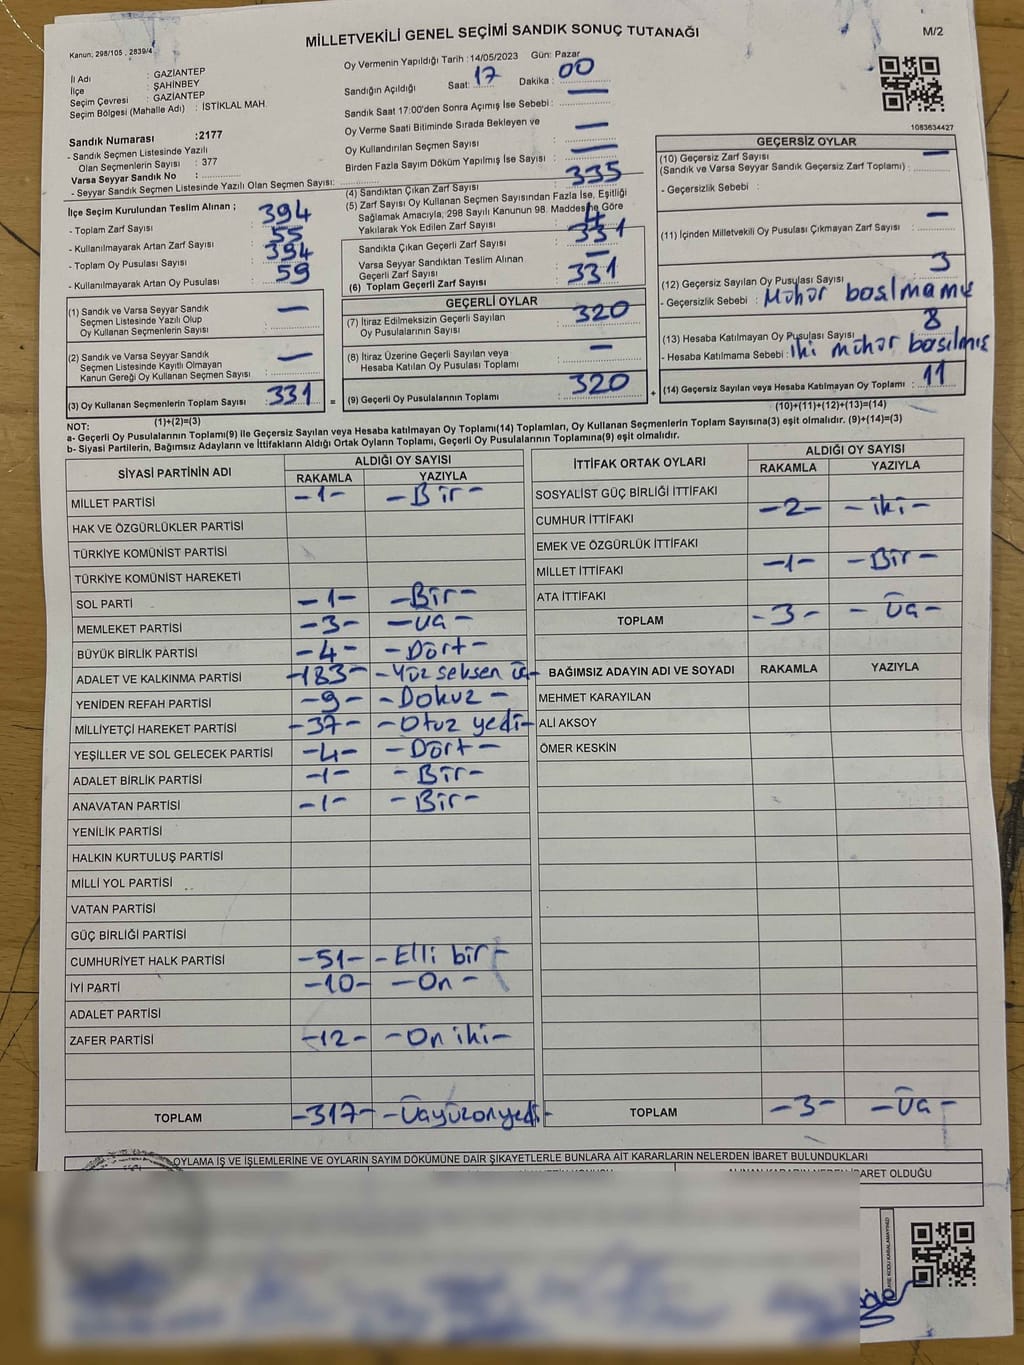 MİLLETVEKİLİ GENEL SEÇİMİ SANDIK SONUÇ TUTANAĞI
M/2
Kanun, 298/105 , 2839/4
Oy Vermenin Yapıldığı Tarih : 14/05/2023 Gün: Pazar
İl Adı : GAZİANTEP
İlçe : ŞAHİNBEY
Seçim Çevresi : GAZİANTEP
Seçim Bölgesi (Mahalle Adı) : İSTİKLAL MAH.
Sandık Numarası :2177
- Sandık Seçmen Listesinde Yazılı
Olan Seçmenlerin Sayısı : 377
Varsa Seyyar Sandık No :
- Seyyar Sandık Seçmen Listesinde Yazılı Olan Seçmen Sayısı:
Sandığın Açıldığı Saat: 17 Dakika : 00
Sandık Saat 17:00'den Sonra Açımış İse Sebebi : —
Oy Verme Saati Bitiminde Sırada Bekleyen ve
Oy Kullandırılan Seçmen Sayısı : —
Birden Fazla Sayım Döküm Yapılmış İse Sayısı : —
1083634427
İlçe Seçim Kurulundan Teslim Alınan ;
- Toplam Zarf Sayısı : 394
- Kullanılmayarak Artan Zarf Sayısı : 55
- Toplam Oy Pusulası Sayısı : 394
- Kullanılmayarak Artan Oy Pusulası : 59
(1) Sandık ve Varsa Seyyar Sandık
Seçmen Listesinde Yazılı Olup
Oy Kullanan Seçmenlerin Sayısı : —
(2) Sandık ve Varsa Seyyar Sandık
Seçmen Listesinde Kayıtlı Olmayan
Kanun Gereği Oy Kullanan Seçmen Sayısı : —
(3) Oy Kullanan Seçmenlerin Toplam Sayısı : 331
(1)+(2)=(3)
(4) Sandıktan Çıkan Zarf Sayısı : 335
(5) Zarf Sayısı Oy Kullanan Seçmen Sayısından Fazla İse, Eşitliği
Sağlamak Amacıyla, 298 Sayılı Kanunun 98. Maddesine Göre
Yakılarak Yok Edilen Zarf Sayısı : 4
Sandıkta Çıkan Geçerli Zarf Sayısı : 331
Varsa Seyyar Sandıktan Teslim Alınan
Geçerli Zarf Sayısı : —
(6) Toplam Geçerli Zarf Sayısı : 331
GEÇERLİ OYLAR
(7) İtiraz Edilmeksizin Geçerli Sayılan
Oy Pusulalarının Sayısı : 320
(8) İtiraz Üzerine Geçerli Sayılan veya
Hesaba Katılan Oy Pusulası Toplamı : —
= (9) Geçerli Oy Pusulalarının Toplamı : 320 +
GEÇERSİZ OYLAR
(10) Geçersiz Zarf Sayısı —
(Sandık ve Varsa Seyyar Sandık Geçersiz Zarf Toplamı) :
- Geçersizlik Sebebi :
(11) İçinden Milletvekili Oy Pusulası Çıkmayan Zarf Sayısı : —
(12) Geçersiz Sayılan Oy Pusulası Sayısı : 3
- Geçersizlik Sebebi : Mühür basılmamış
(13) Hesaba Katılmayan Oy Pusulası Sayısı : 8
- Hesaba Katılmama Sebebi : iki mühür basılmış
(14) Geçersiz Sayılan veya Hesaba Katılmayan Oy Toplamı : 11
(10)+(11)+(12)+(13)=(14)
NOT:
a- Geçerli Oy Pusulalarının Toplamı(9) ile Geçersiz Sayılan veya Hesaba katılmayan Oy Toplamı(14) Toplamları, Oy Kullanan Seçmenlerin Toplam Sayısına(3) eşit olmalıdır. (9)+(14)=(3)
b- Siyasi Partilerin, Bağımsız Adayların ve İttifakların Aldığı Ortak Oyların Toplamı, Geçerli Oy Pusulalarının Toplamına(9) eşit olmalıdır.
SİYASİ PARTİNİN ADI ALDIĞI OY SAYISI
RAKAMLA YAZIYLA
MİLLET PARTİSİ -1- -Bir-
HAK VE ÖZGÜRLÜKLER PARTİSİ
TÜRKİYE KOMÜNİST PARTİSİ
TÜRKİYE KOMÜNİST HAREKETİ
SOL PARTİ -1- -Bir-
MEMLEKET PARTİSİ -3- -Üç-
BÜYÜK BİRLİK PARTİSİ -4- -Dört-
ADALET VE KALKINMA PARTİSİ -183- -Yüz seksen üç-
YENİDEN REFAH PARTİSİ -9- -Dokuz-
MİLLİYETÇİ HAREKET PARTİSİ -37- -Otuz yedi-
YEŞİLLER VE SOL GELECEK PARTİSİ -4- -Dört-
ADALET BİRLİK PARTİSİ -1- -Bir-
ANAVATAN PARTİSİ -1- -Bir-
YENİLİK PARTİSİ
HALKIN KURTULUŞ PARTİSİ
MİLLİ YOL PARTİSİ
VATAN PARTİSİ
GÜÇ BİRLİĞİ PARTİSİ
CUMHURİYET HALK PARTİSİ -51- -Elli bir-
İYİ PARTİ -10- -On-
ADALET PARTİSİ
ZAFER PARTİSİ -12- -On iki-
TOPLAM -317- -Üçyüzonyedi-
İTTİFAK ORTAK OYLARI ALDIĞI OY SAYISI
RAKAMLA YAZIYLA
SOSYALİST GÜÇ BİRLİĞİ İTTİFAKI
CUMHUR İTTİFAKI -2- -iki-
EMEK VE ÖZGÜRLÜK İTTİFAKI
MİLLET İTTİFAKI -1- -Bir-
ATA İTTİFAKI
TOPLAM -3- -Üç-
BAĞIMSIZ ADAYIN ADI VE SOYADI RAKAMLA YAZIYLA
MEHMET KARAYILAN
ALİ AKSOY
ÖMER KESKİN
TOPLAM -3- -Üç-
OYLAMA İŞ VE İŞLEMLERİNE VE OYLARIN SAYIM DÖKÜMÜNE DAİR ŞİKAYETLERLE BUNLARA AİT KARARLARIN NELERDEN İBARET BULUNDUKLARI
ALINAN KARARIN NEDEN İBARET OLDUĞU